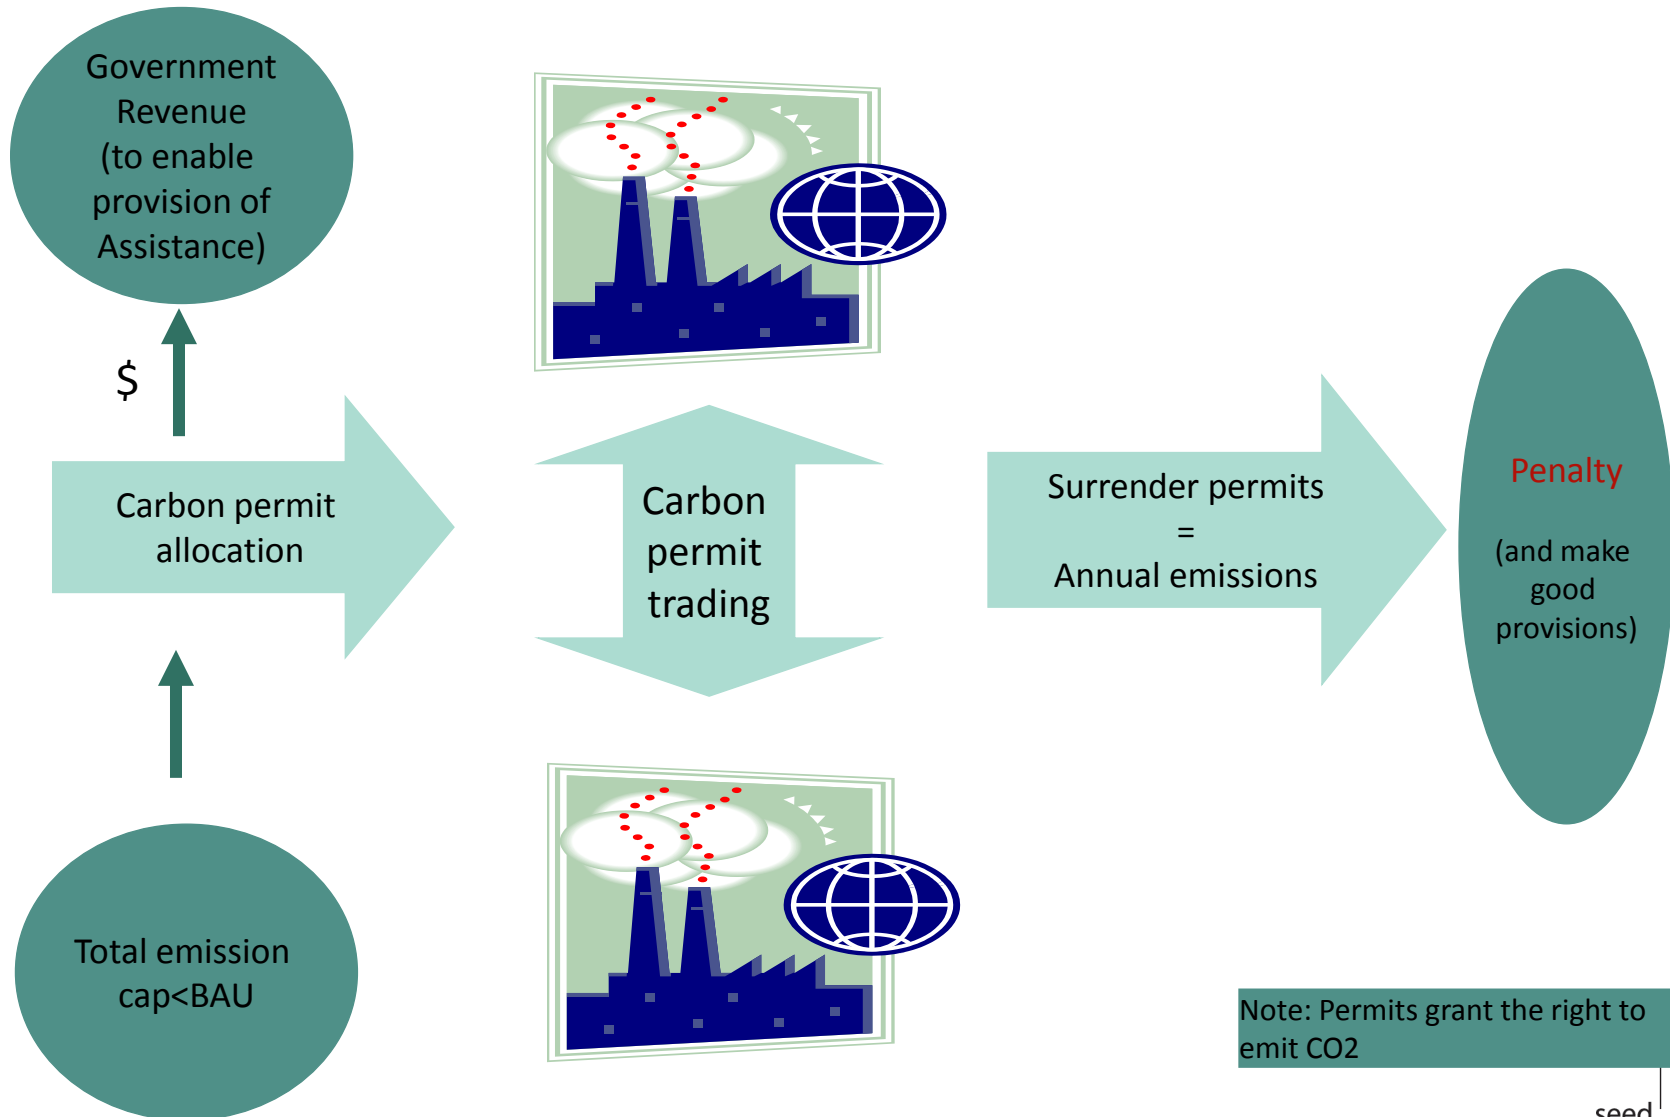 Government
Revenue
(to enable
provision of
Assistance)
$
Carbon permit
allocation
Total emission
cap<BAU
Carbon
permit
trading
Surrender permits
=
Annual emissions
Penalty
(and make
good
provisions)
Note: Permits grant the right to
emit CO2
seed